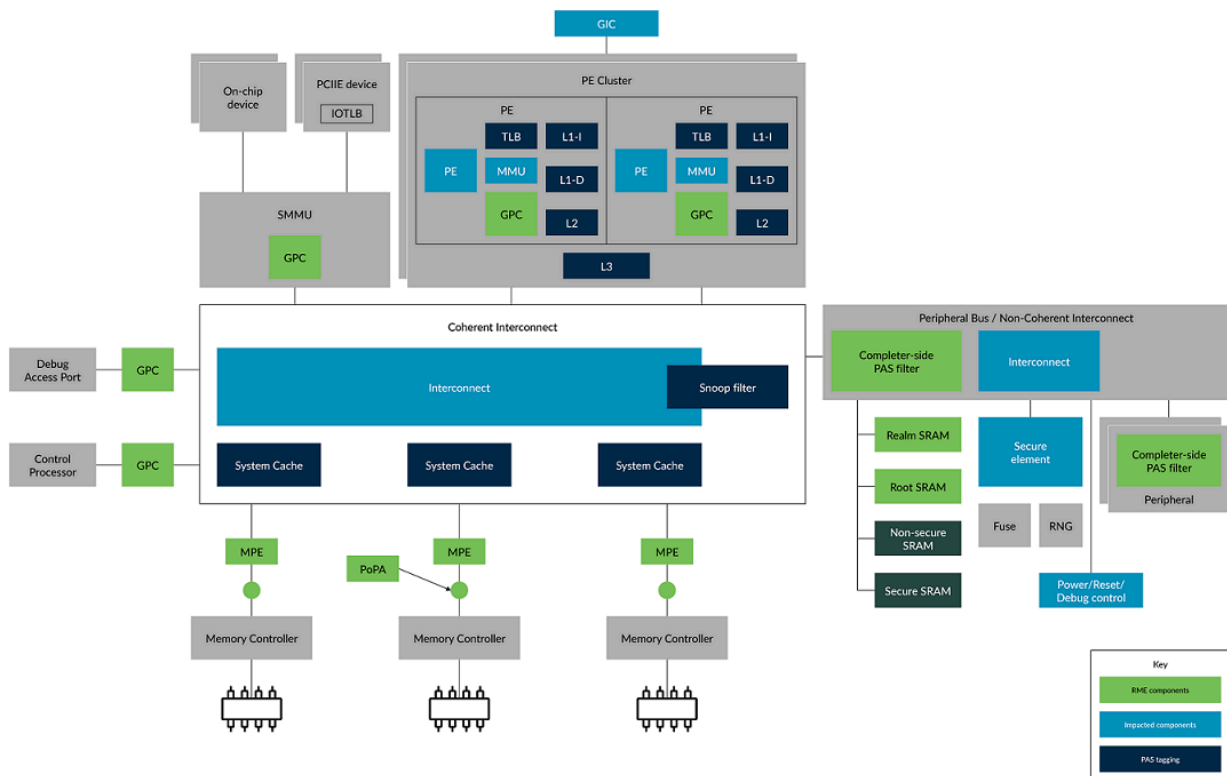 GIC
On-chip
device
PCIIE device
IOTLB
PE Cluster
PE
PE
TLB
L1-I
PE
MMU
L1-D
GPC
L2
TLB
L1-I
PE
MMU
L1-D
GPC
L2
L3
SMMU
GPC
Coherent Interconnect
Interconnect
Snoop filter
System Cache
System Cache
System Cache
Debug
Access Port
GPC
Control
Processor
GPC
Peripheral Bus / Non-Coherent Interconnect
Completer-side
PAS filter
Interconnect
Realm SRAM
Root SRAM
Non-secure
SRAM
Secure SRAM
Secure
element
Fuse
RNG
Power/Reset/
Debug control
Completer-side
PAS filter
Peripheral
MPE
MPE
MPE
PoPA
Memory Controller
Memory Controller
Memory Controller
Key
RME components
Impacted components
PAS tagging